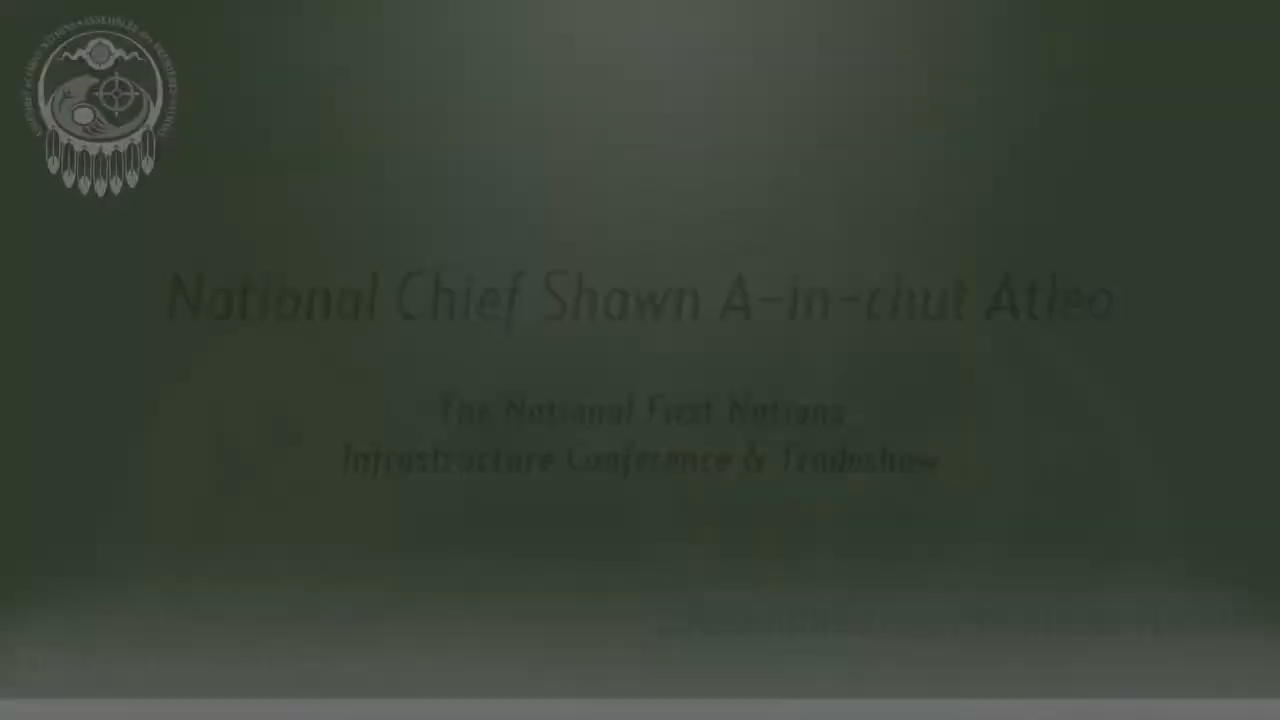 National Chief Shawn A-in-chut Atleo
The National First Nations
Infrastructure Conference & Tradeshow